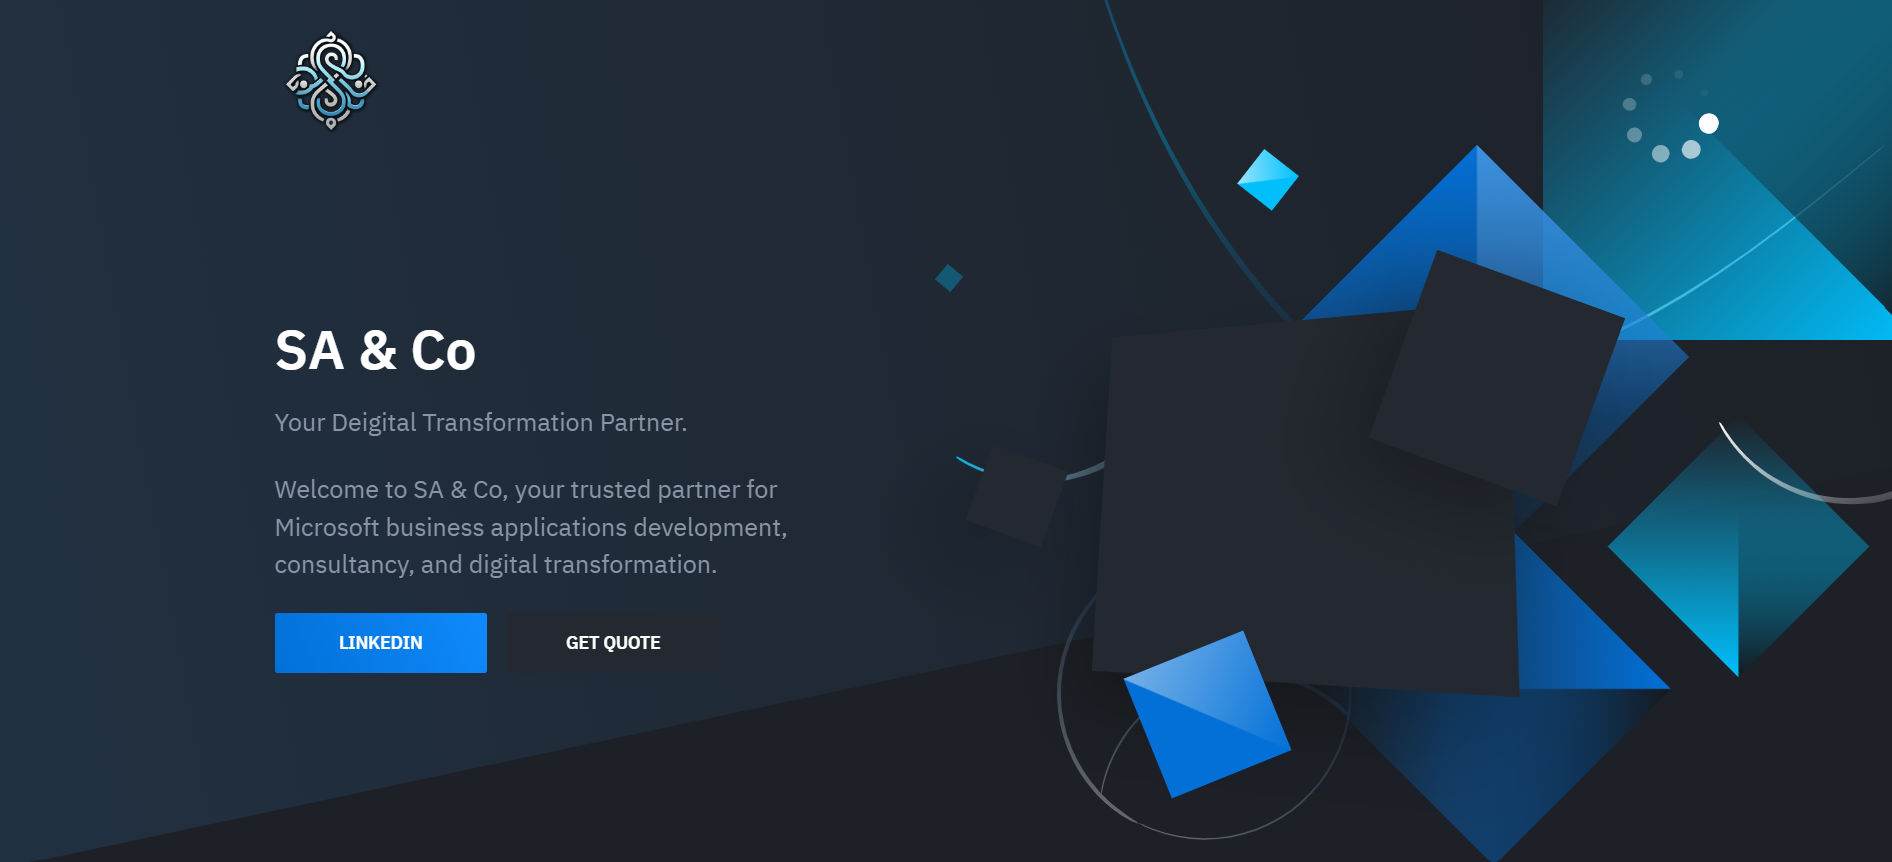 SA & Co
Your Deigital Transformation Partner.
Welcome to SA & Co, your trusted partner for
Microsoft business applications development,
consultancy, and digital transformation.
LINKEDIN
GET QUOTE